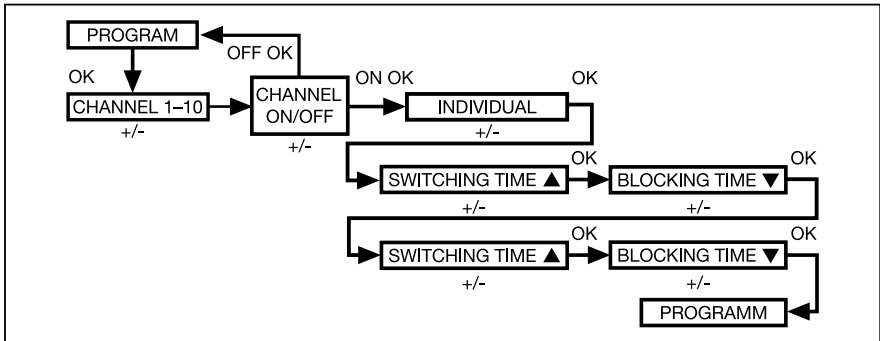 PROGRAM
OFF OK
OK
ON OK
OK
CHANNEL 1–10
CHANNEL
ON/OFF
INDIVIDUAL
+/-
+/-
+/-
OK
OK
SWITCHING TIME ▲
BLOCKING TIME ▼
+/-
+/-
OK
OK
SWITCHING TIME ▲
BLOCKING TIME ▼
+/-
+/-
PROGRAMM